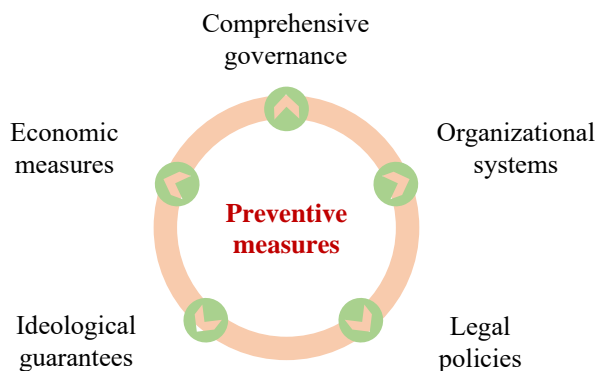 Comprehensive
governance
Economic
measures
Organizational
systems
Preventive
measures
Ideological
guarantees
Legal
policies